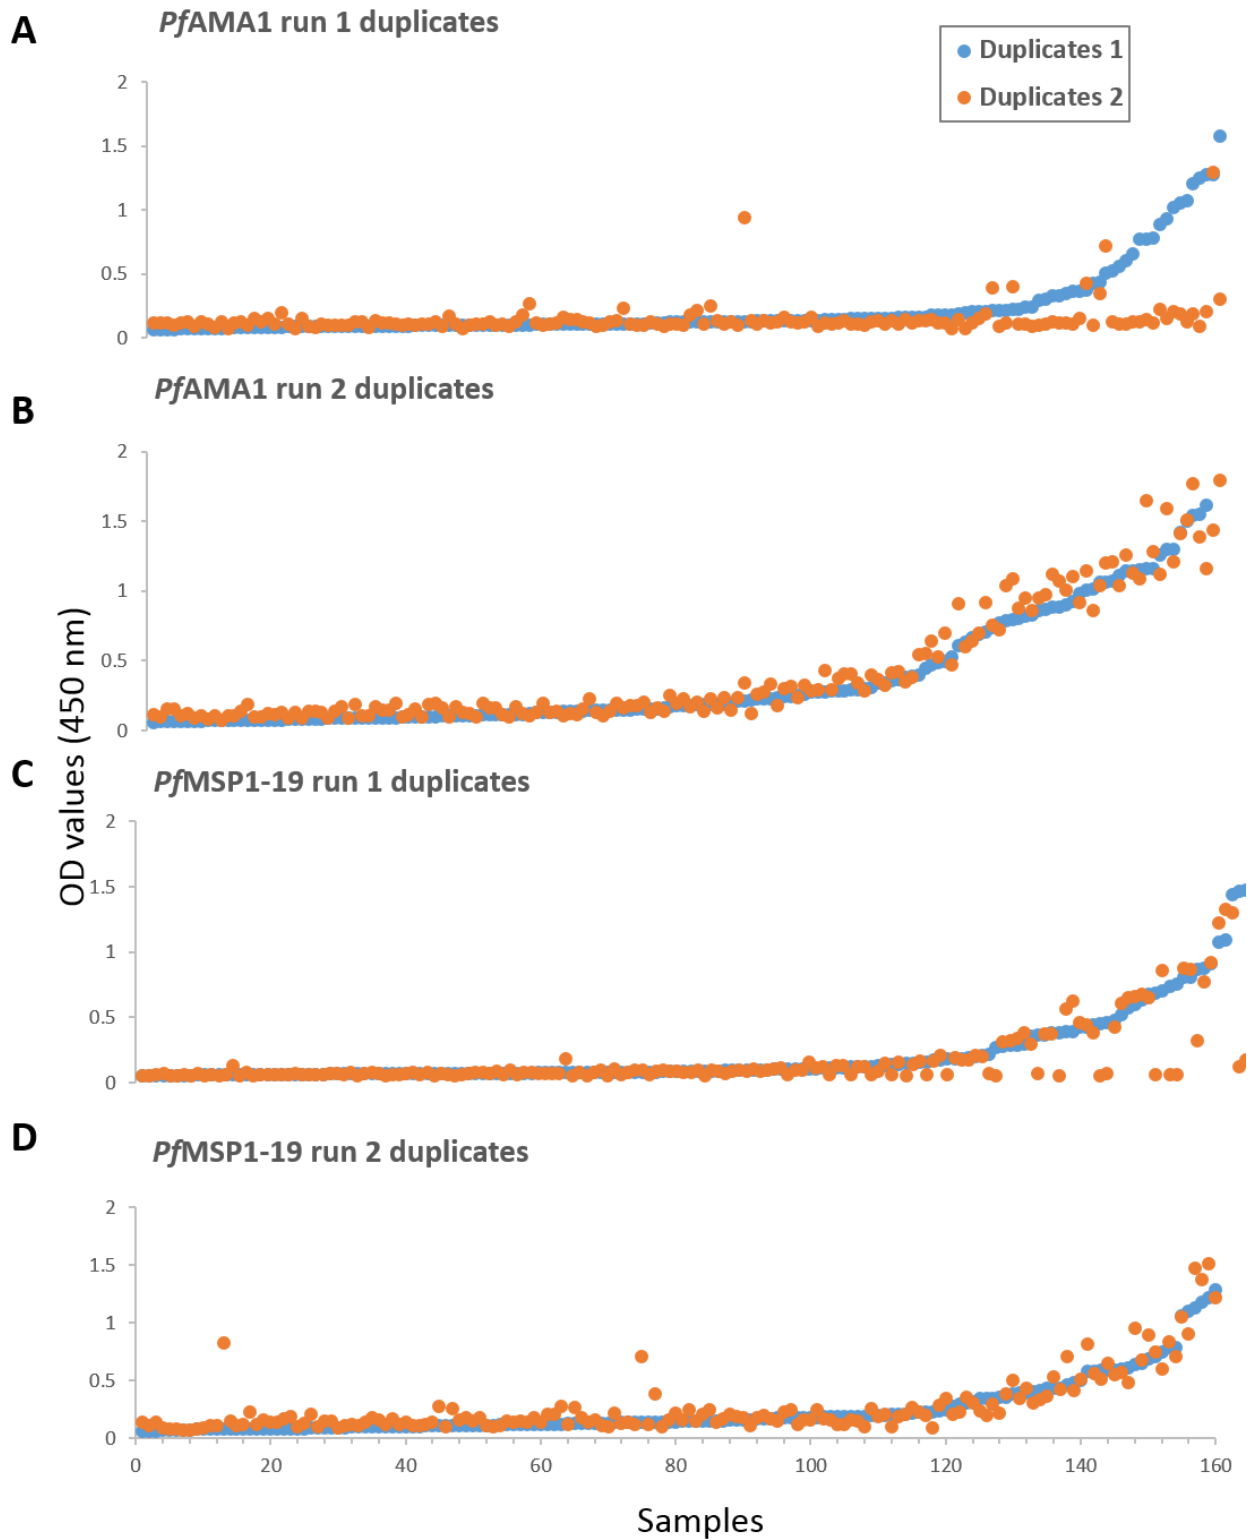 A
PfAMA1 run 1 duplicates
Duplicates 1
Duplicates 2
2
1.5
1
0.5
0
B
PfAMA1 run 2 duplicates
2
1.5
1
0.5
0
C
PfMSP1-19 run 1 duplicates
OD values (450 nm)
2
1.5
1
0.5
0
D
PfMSP1-19 run 2 duplicates
2
1.5
1
0.5
0
0 20 40 60 80 100 120 140 160
Samples